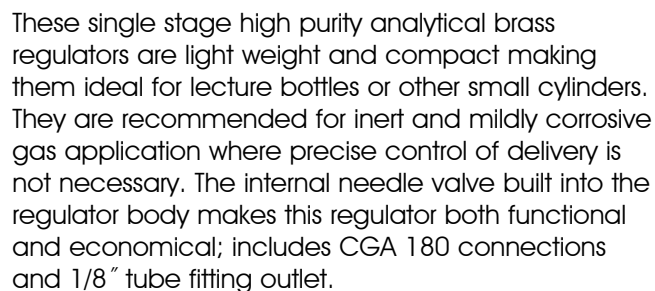 These single stage high purity analytical brass
regulators are light weight and compact making
them ideal for lecture bottles or other small cylinders.
They are recommended for inert and mildly corrosive
gas application where precise control of delivery is
not necessary. The internal needle valve built into the
regulator body makes this regulator both functional
and economical; includes CGA 180 connections
and 1/8˝ tube fitting outlet.